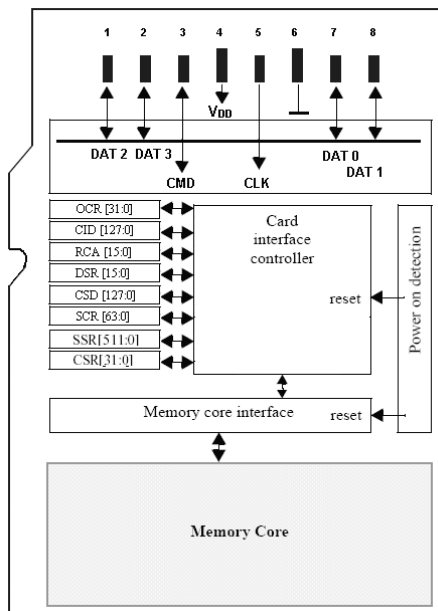 1 2 3 4 5 6 7 8
VDD
DAT 2 DAT 3 DAT 0
DAT 1
CMD CLK
OCR [31:0]
CID [127:0]
RCA [15:0]
DSR [15:0]
CSD [127:0]
SCR [63:0]
SSR[511:0]
CSR[31:0]
Card
interface
controller
reset
Power on detection
Memory core interface
reset
Memory Core